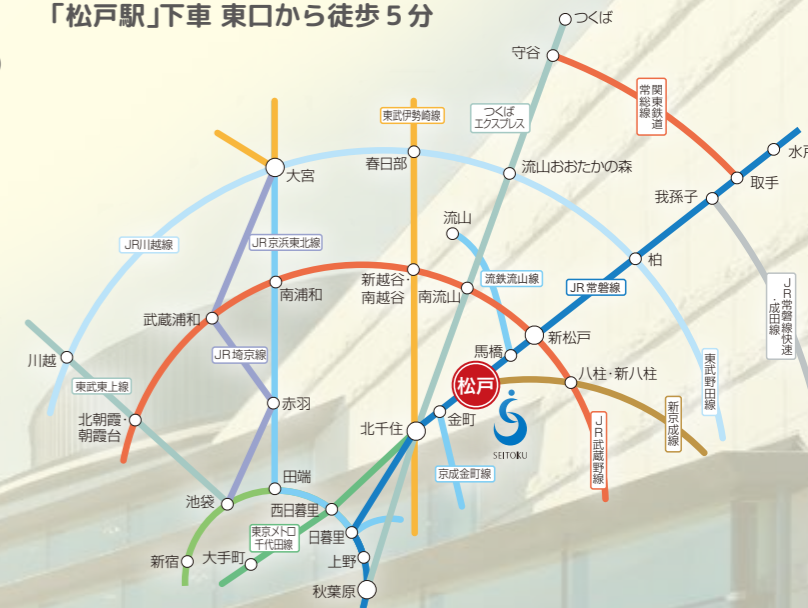 「松戸駅」下車 東口から徒歩５分
つくば
守谷
関東鉄道
常総線
つくば
エクスプレス
東武伊勢崎線
水戸
春日部
流山おおたかの森
大宮
取手
我孫子
流山
JR川越線
JR京浜東北線
柏
新越谷・
南越谷
流鉄流山線
JR常磐線
南浦和
南流山
JR常磐線快速
・成田線
武蔵浦和
新松戸
馬橋
川越
JR埼京線
東武東上線
松戸
八柱・新八柱
東武野田線
赤羽
北朝霞・
朝霞台
金町
新京成線
北千住
JR武蔵野線
SEITOKU
田端
京成金町線
池袋
西日暮里
東京メトロ
千代田線
日暮里
新宿
大手町
上野
秋葉原